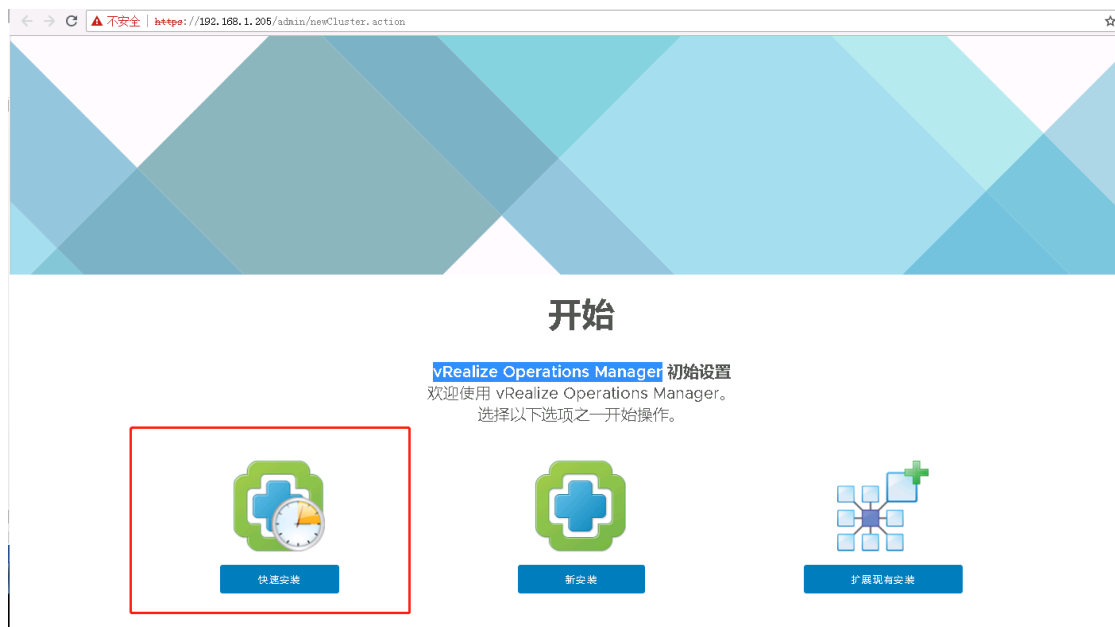 不安全 https://192.168.1.205/admin/newCluster.action
开始
vRealize Operations Manager 初始设置
欢迎使用 vRealize Operations Manager。
选择以下选项之一开始操作。
快速安装
新安装
扩展现有安装